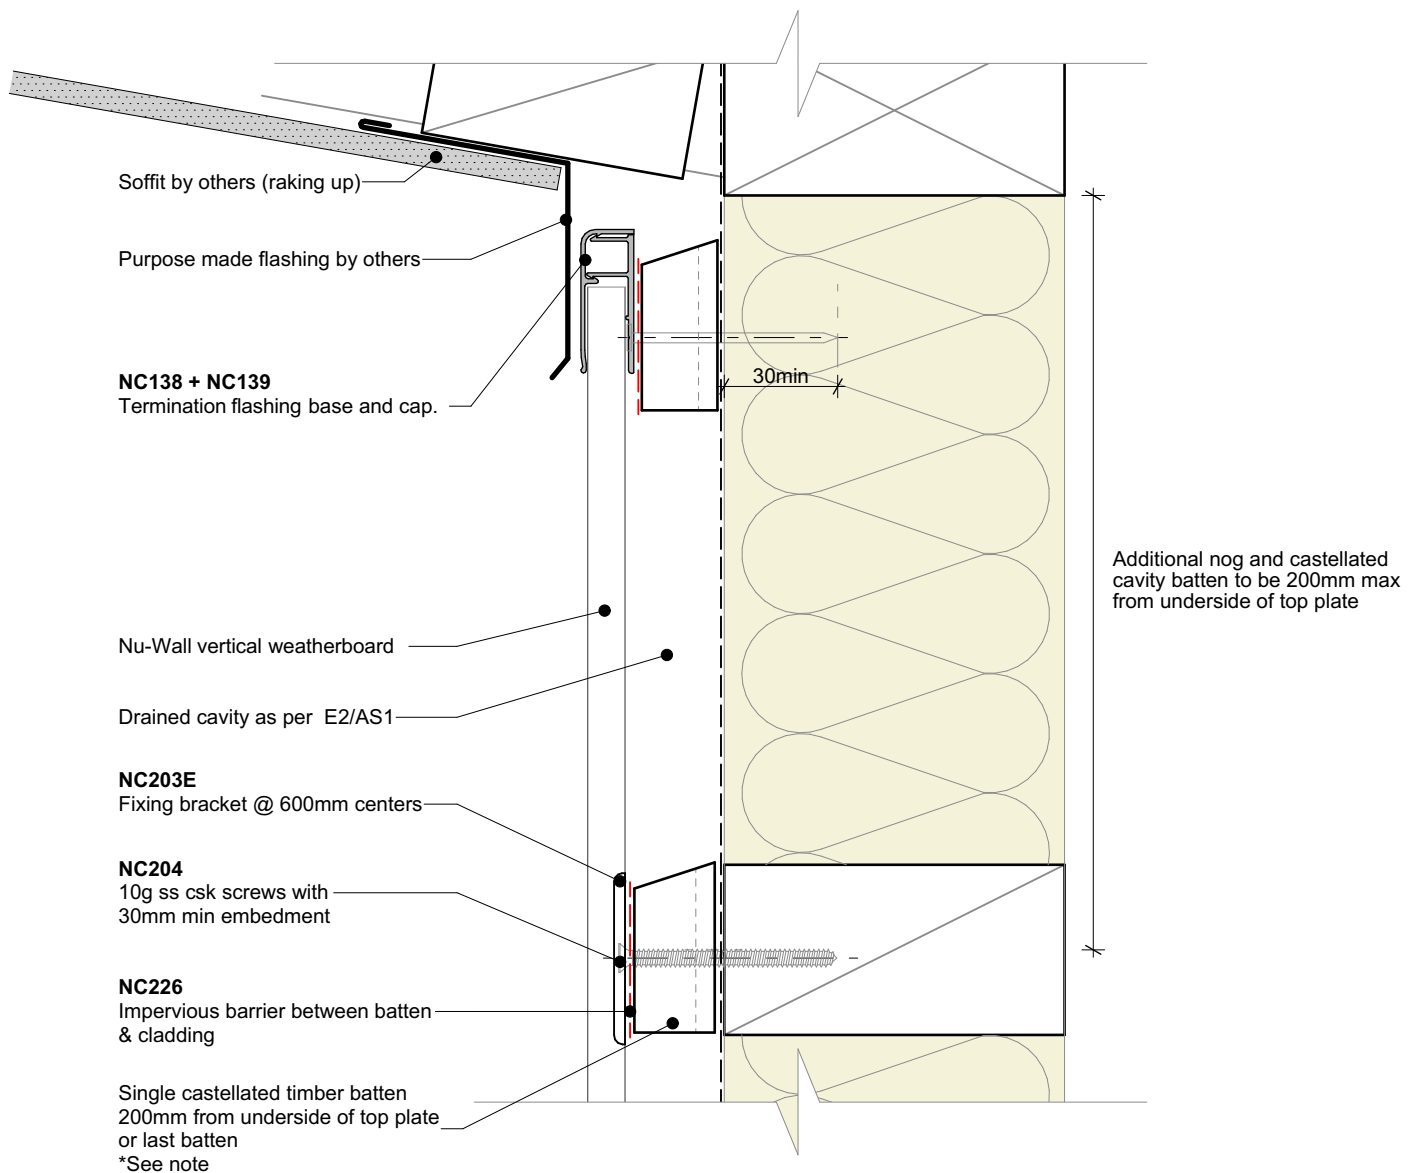 Soffit by others (raking up)
Purpose made flashing by others
NC138 + NC139
Termination flashing base and cap.
30min
Additional nog and castellated
cavity batten to be 200mm max
from underside of top plate
Nu-Wall vertical weatherboard
Drained cavity as per E2/AS1
NC203E
Fixing bracket @ 600mm centers
NC204
10g ss csk screws with
30mm min embedment
NC226
Impervious barrier between batten
& cladding
Single castellated timber batten
200mm from underside of top plate
or last batten
*See note